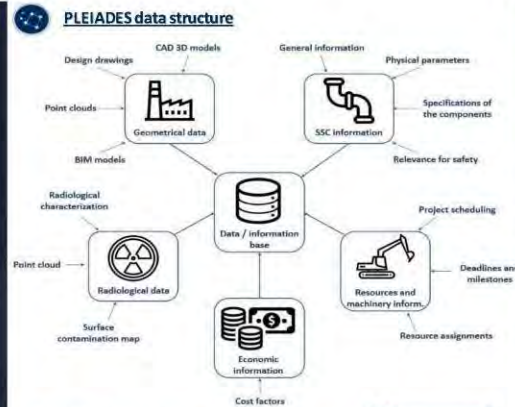 PLEIADES data structure
CAD 3D models
General information
Design drawings
Physical parameters
Point clouds
Specifications of
the components
Geometrical data
SSC information
BIM models
Relevance for safety
Radiological
characterization
Project scheduling
Data / information
base
Point cloud
Deadlines and
milestones
Radiological data
Resources and
machinery inform.
Surface
contamination map
Resource assignments
Economic
information
Cost factors